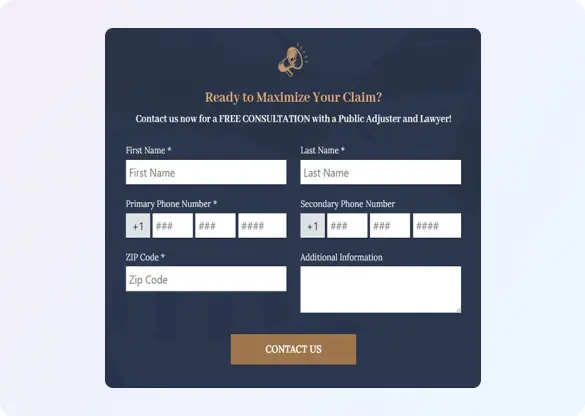 Ready to Maximize Your Claim?
Contact us now for a FREE CONSULTATION with a Public Adjuster and Lawyer!
First Name * Last Name *
First Name Last Name
Primary Phone Number * Secondary Phone Number
+1 ### ### #### +1 ### ### ####
ZIP Code * Additional Information
Zip Code
CONTACT US